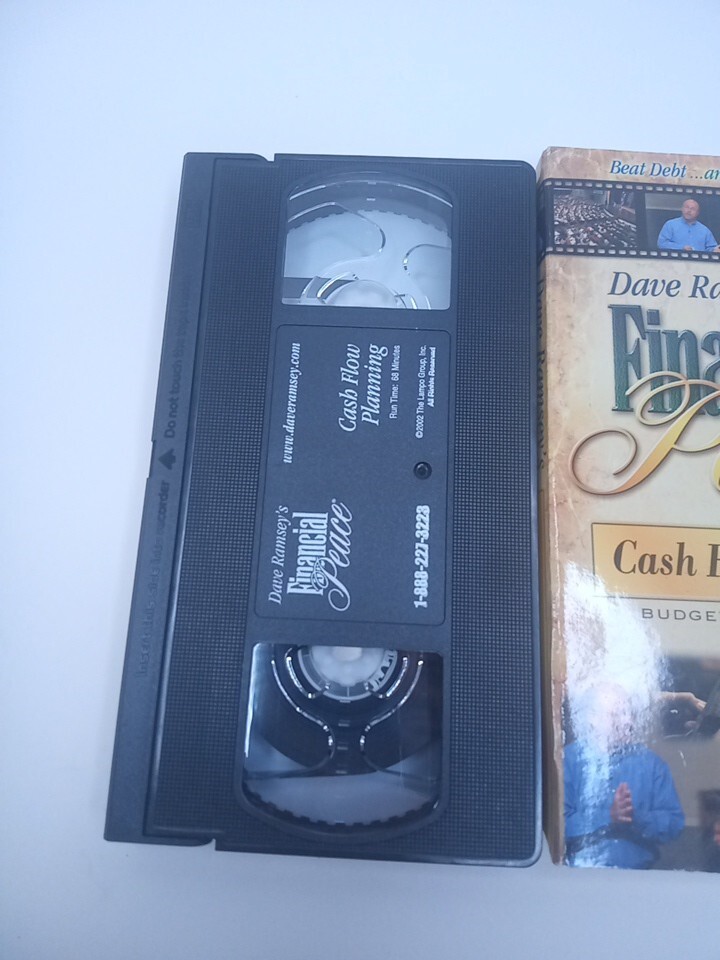 Do not touch the tape inside
Dave Ramsey's
Financial
Peace
www.daveramsey.com
Cash Flow
Planning
Run Time: 68 Minutes
©2002 The Lampo Group, Inc.
All Rights Reserved
1-888-227-3223
Beat Debt ...an
Dave Ra
Fina
Cash F
BUDGE